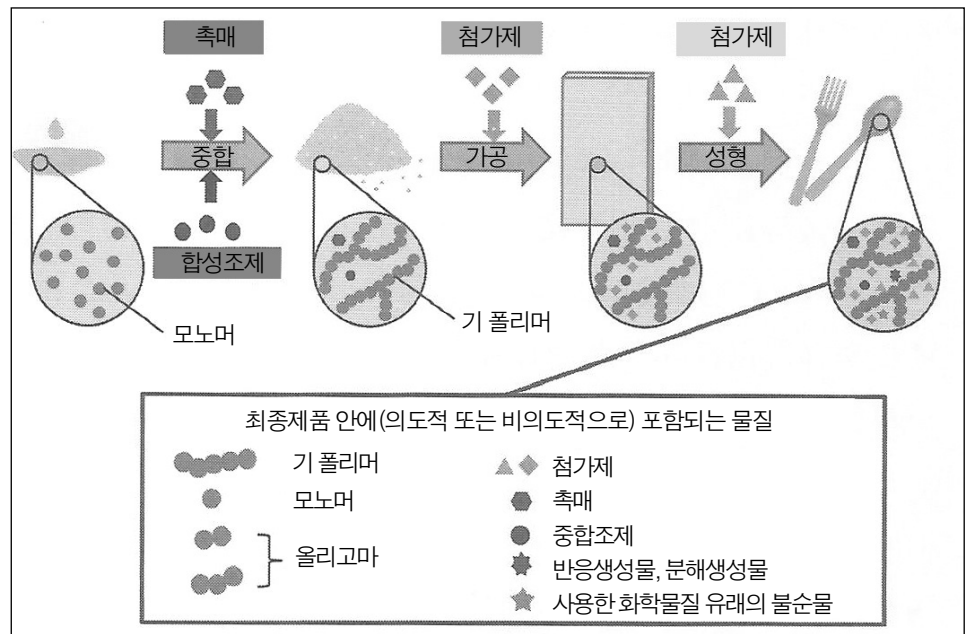 촉매
첨가제
첨가제
중합
가공
성형
합성조제
모노머
기 폴리머
최종제품 안에(의도적 또는 비의도적으로) 포함되는 물질
기 폴리머
모노머
올리고마
첨가제
촉매
중합조제
반응생성물, 분해생성물
사용한 화학물질 유래의 불순물